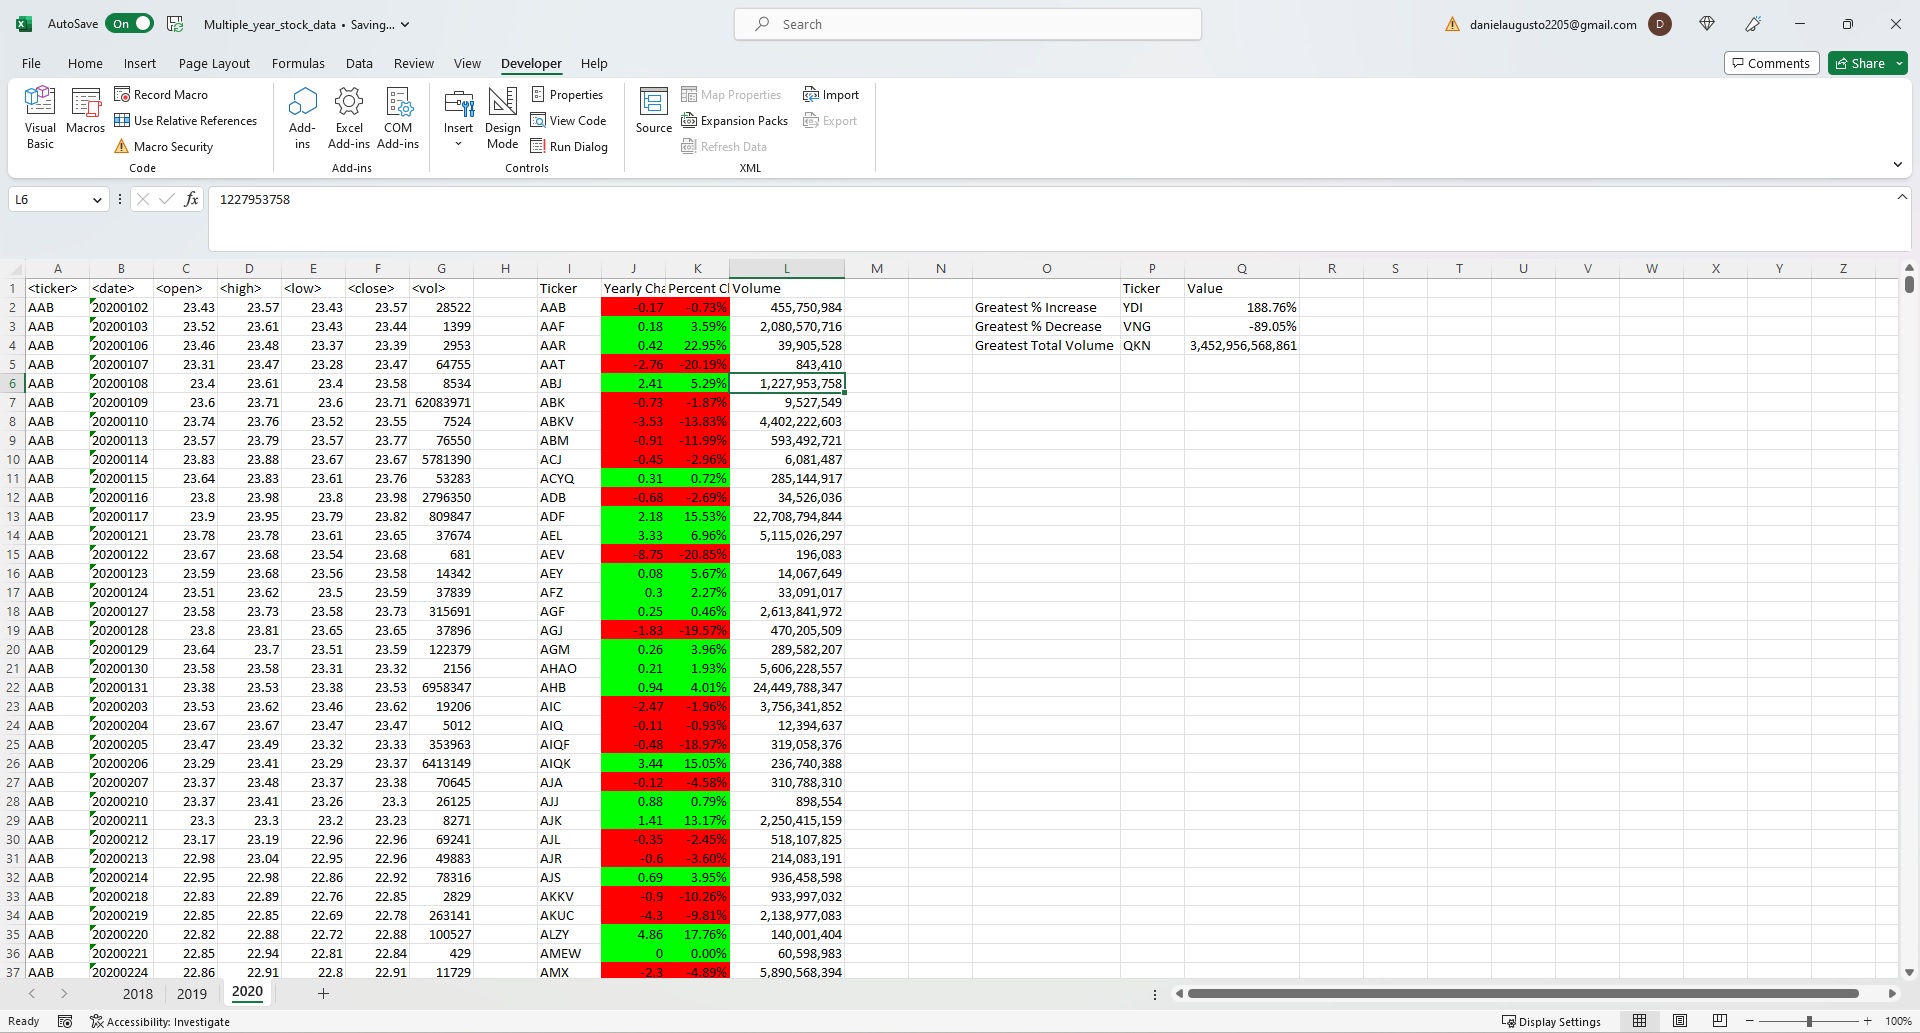 AutoSave On Multiple_year_stock_data • Saving... Search danielaugusto2205@gmail.com D
File Home Insert Page Layout Formulas Data Review View Developer Help Comments Share
Visual Basic
Macros
Record Macro
Use Relative References
Macro Security
Code
Add-ins
Excel Add-ins
COM Add-ins
Add-ins
Insert
Design Mode
Properties
View Code
Run Dialog
Controls
Source
Map Properties
Expansion Packs
Refresh Data
Import
Export
XML
L6 fx 1227953758
A B C D E F G H I J K L M N O P Q R S T U V W X Y Z
1 <ticker> <date> <open> <high> <low> <close> <vol> Ticker Yearly Cha Percent Cl Volume Ticker Value
2 AAB 20200102 23.43 23.57 23.43 23.57 28522 AAB -0.17 -0.73% 455,750,984 Greatest % Increase YDI 188.76%
3 AAB 20200103 23.52 23.61 23.43 23.44 1399 AAF 0.18 3.59% 2,080,570,716 Greatest % Decrease VNG -89.05%
4 AAB 20200106 23.46 23.48 23.37 23.39 2953 AAR 0.42 22.95% 39,905,528 Greatest Total Volume QKN 3,452,956,568,861
5 AAB 20200107 23.31 23.47 23.28 23.47 64755 AAT -2.76 -20.19% 843,410
6 AAB 20200108 23.4 23.61 23.4 23.58 8534 ABJ 2.41 5.29% 1,227,953,758
7 AAB 20200109 23.6 23.71 23.6 23.71 62083971 ABK -0.73 -1.87% 9,527,549
8 AAB 20200110 23.74 23.76 23.52 23.55 7524 ABKV -3.53 -13.83% 4,402,222,603
9 AAB 20200113 23.57 23.79 23.57 23.77 76550 ABM -0.91 -11.99% 593,492,721
10 AAB 20200114 23.83 23.88 23.67 23.67 5781390 ACJ -0.45 -2.96% 6,081,487
11 AAB 20200115 23.64 23.83 23.61 23.76 53283 ACYQ 0.31 0.72% 285,144,917
12 AAB 20200116 23.8 23.98 23.8 23.98 2796350 ADB -0.68 -2.69% 34,526,036
13 AAB 20200117 23.9 23.95 23.79 23.82 809847 ADF 2.18 15.53% 22,708,794,844
14 AAB 20200121 23.78 23.78 23.61 23.65 37674 AEL 3.33 6.96% 5,115,026,297
15 AAB 20200122 23.67 23.68 23.54 23.68 681 AEV -8.75 -20.85% 196,083
16 AAB 20200123 23.59 23.68 23.56 23.58 14342 AEY 0.08 5.67% 14,067,649
17 AAB 20200124 23.51 23.62 23.5 23.59 37839 AFZ 0.3 2.27% 33,091,017
18 AAB 20200127 23.58 23.73 23.58 23.73 315691 AGF 0.25 0.46% 2,613,841,972
19 AAB 20200128 23.8 23.81 23.65 23.65 37896 AGJ -1.83 -19.57% 470,205,509
20 AAB 20200129 23.64 23.7 23.51 23.59 122379 AGM 0.26 3.96% 289,582,207
21 AAB 20200130 23.58 23.58 23.31 23.32 2156 AHAO 0.21 1.93% 5,606,228,557
22 AAB 20200131 23.38 23.53 23.38 23.53 6958347 AHB 0.94 4.01% 24,449,788,347
23 AAB 20200203 23.53 23.62 23.46 23.62 19206 AIC -2.47 -1.96% 3,756,341,852
24 AAB 20200204 23.67 23.67 23.47 23.47 5012 AIQ -0.11 -0.93% 12,394,637
25 AAB 20200205 23.47 23.49 23.32 23.33 353963 AIQF -0.48 -18.97% 319,058,376
26 AAB 20200206 23.29 23.41 23.29 23.37 6413149 AIQK 3.44 15.05% 236,740,388
27 AAB 20200207 23.37 23.48 23.37 23.38 70645 AJA -0.12 -4.58% 310,788,310
28 AAB 20200210 23.37 23.41 23.26 23.3 26125 AJJ 0.88 0.79% 898,554
29 AAB 20200211 23.3 23.3 23.2 23.23 8271 AJK 1.41 13.17% 2,250,415,159
30 AAB 20200212 23.17 23.19 22.96 22.96 69241 AJL -0.35 -2.45% 518,107,825
31 AAB 20200213 22.98 23.04 22.95 22.96 49883 AJR -0.6 -3.60% 214,083,191
32 AAB 20200214 22.95 22.98 22.86 22.92 78316 AJS 0.69 3.95% 936,458,598
33 AAB 20200218 22.83 22.89 22.76 22.85 2829 AKKV -0.9 -10.26% 933,997,032
34 AAB 20200219 22.85 22.85 22.69 22.78 263141 AKUC -4.3 -9.81% 2,138,977,083
35 AAB 20200220 22.82 22.88 22.72 22.88 100527 ALZY 4.86 17.76% 140,001,404
36 AAB 20200221 22.85 22.94 22.81 22.84 429 AMEW 0 0.00% 60,598,983
37 AAB 20200224 22.86 22.91 22.8 22.91 11729 AMX -2.3 -4.89% 5,890,568,394
2018 2019 2020
Ready Accessibility: Investigate Display Settings 100%